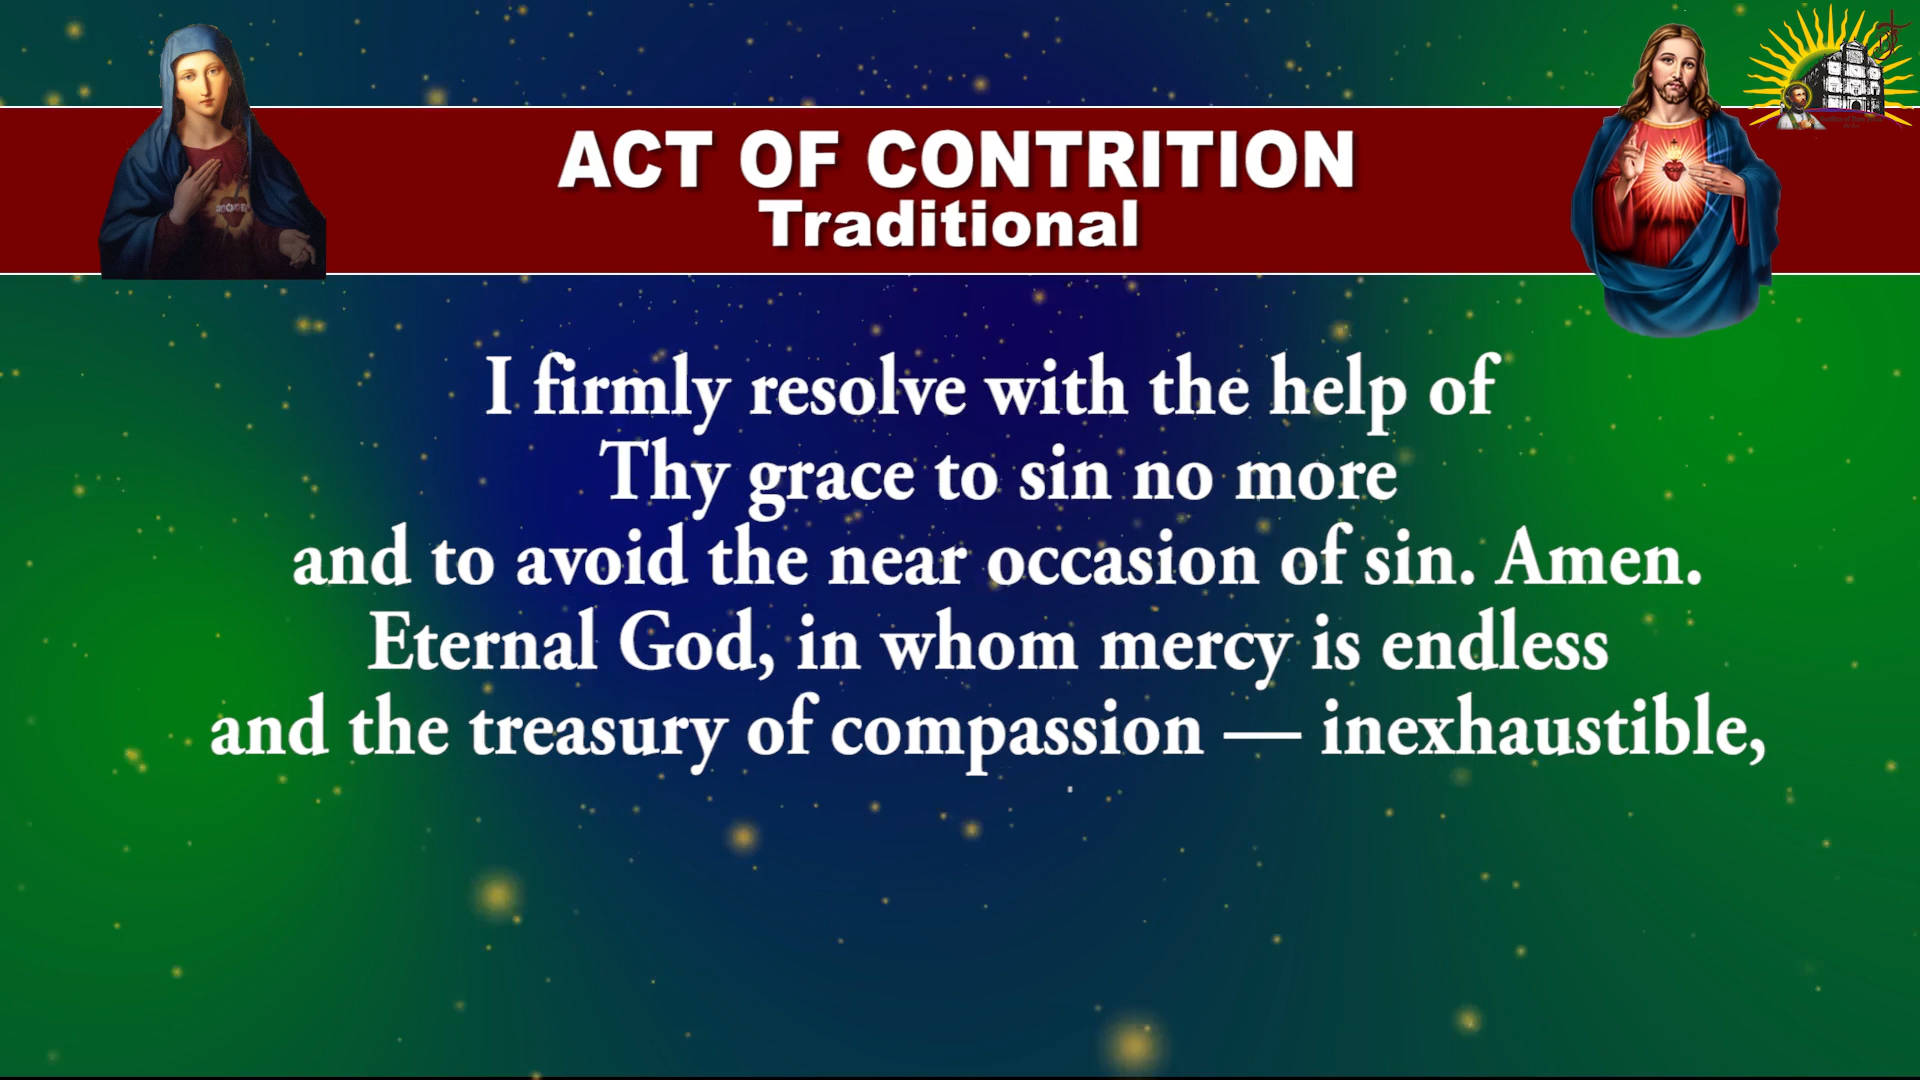 ACT OF CONTRITION
Traditional
I firmly resolve with the help of
Thy grace to sin no more
and to avoid the near occasion of sin. Amen.
Eternal God, in whom mercy is endless
and the treasury of compassion — inexhaustible,